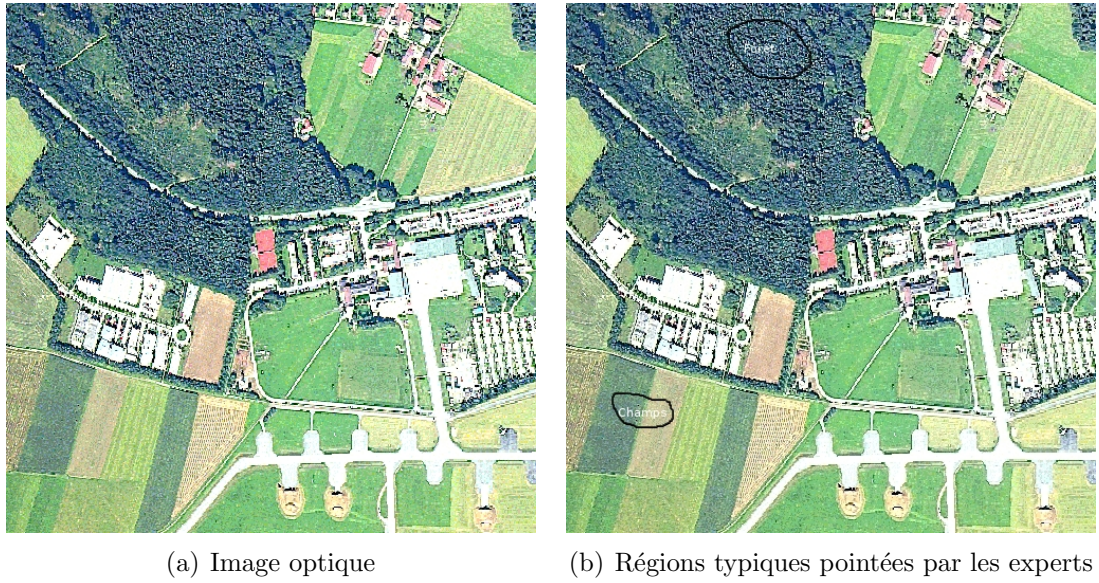 Forêt
Champs
(a) Image optique
(b) Régions typiques pointées par les experts